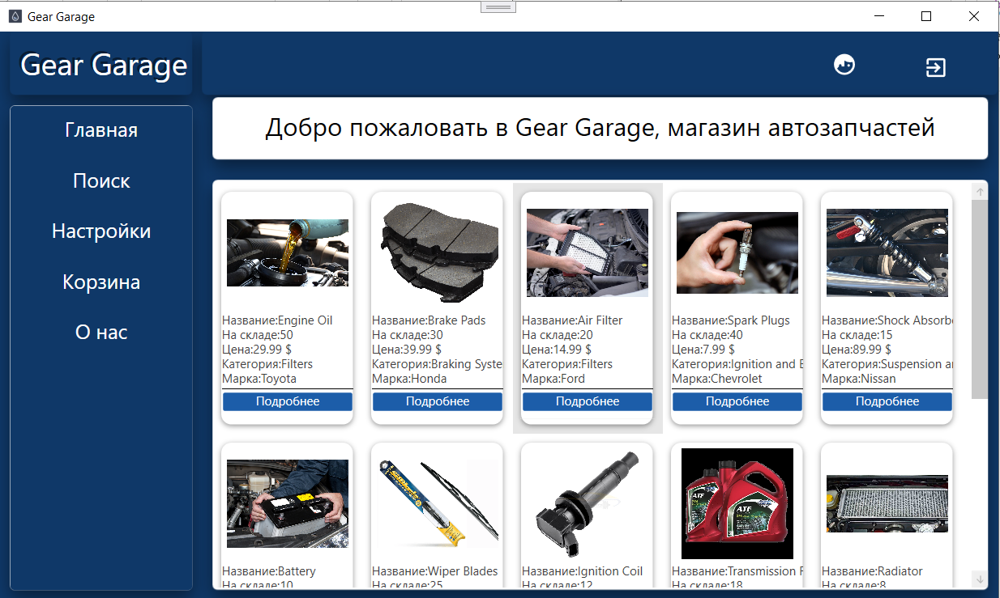 Gear Garage
Gear Garage
Главная
Поиск
Настройки
Корзина
О нас
Добро пожаловать в Gear Garage, магазин автозапчастей
Название:Engine Oil
На складе:50
Цена:29.99 $
Категория:Filters
Марка:Toyota
Подробнее
Название:Brake Pads
На складе:30
Цена:39.99 $
Категория:Braking Syste
Марка:Honda
Подробнее
Название:Air Filter
На складе:20
Цена:14.99 $
Категория:Filters
Марка:Ford
Подробнее
Название:Spark Plugs
На складе:40
Цена:7.99 $
Категория:Ignition and E
Марка:Chevrolet
Подробнее
Название:Shock Absorb
На складе:15
Цена:89.99 $
Категория:Suspension a
Марка:Nissan
Подробнее
Название:Battery
На складе:10
Название:Wiper Blades
На складе:25
Название:Ignition Coil
На складе:12
ATF
ATF
Название:Transmission F
На складе:18
Название:Radiator
На складе:8